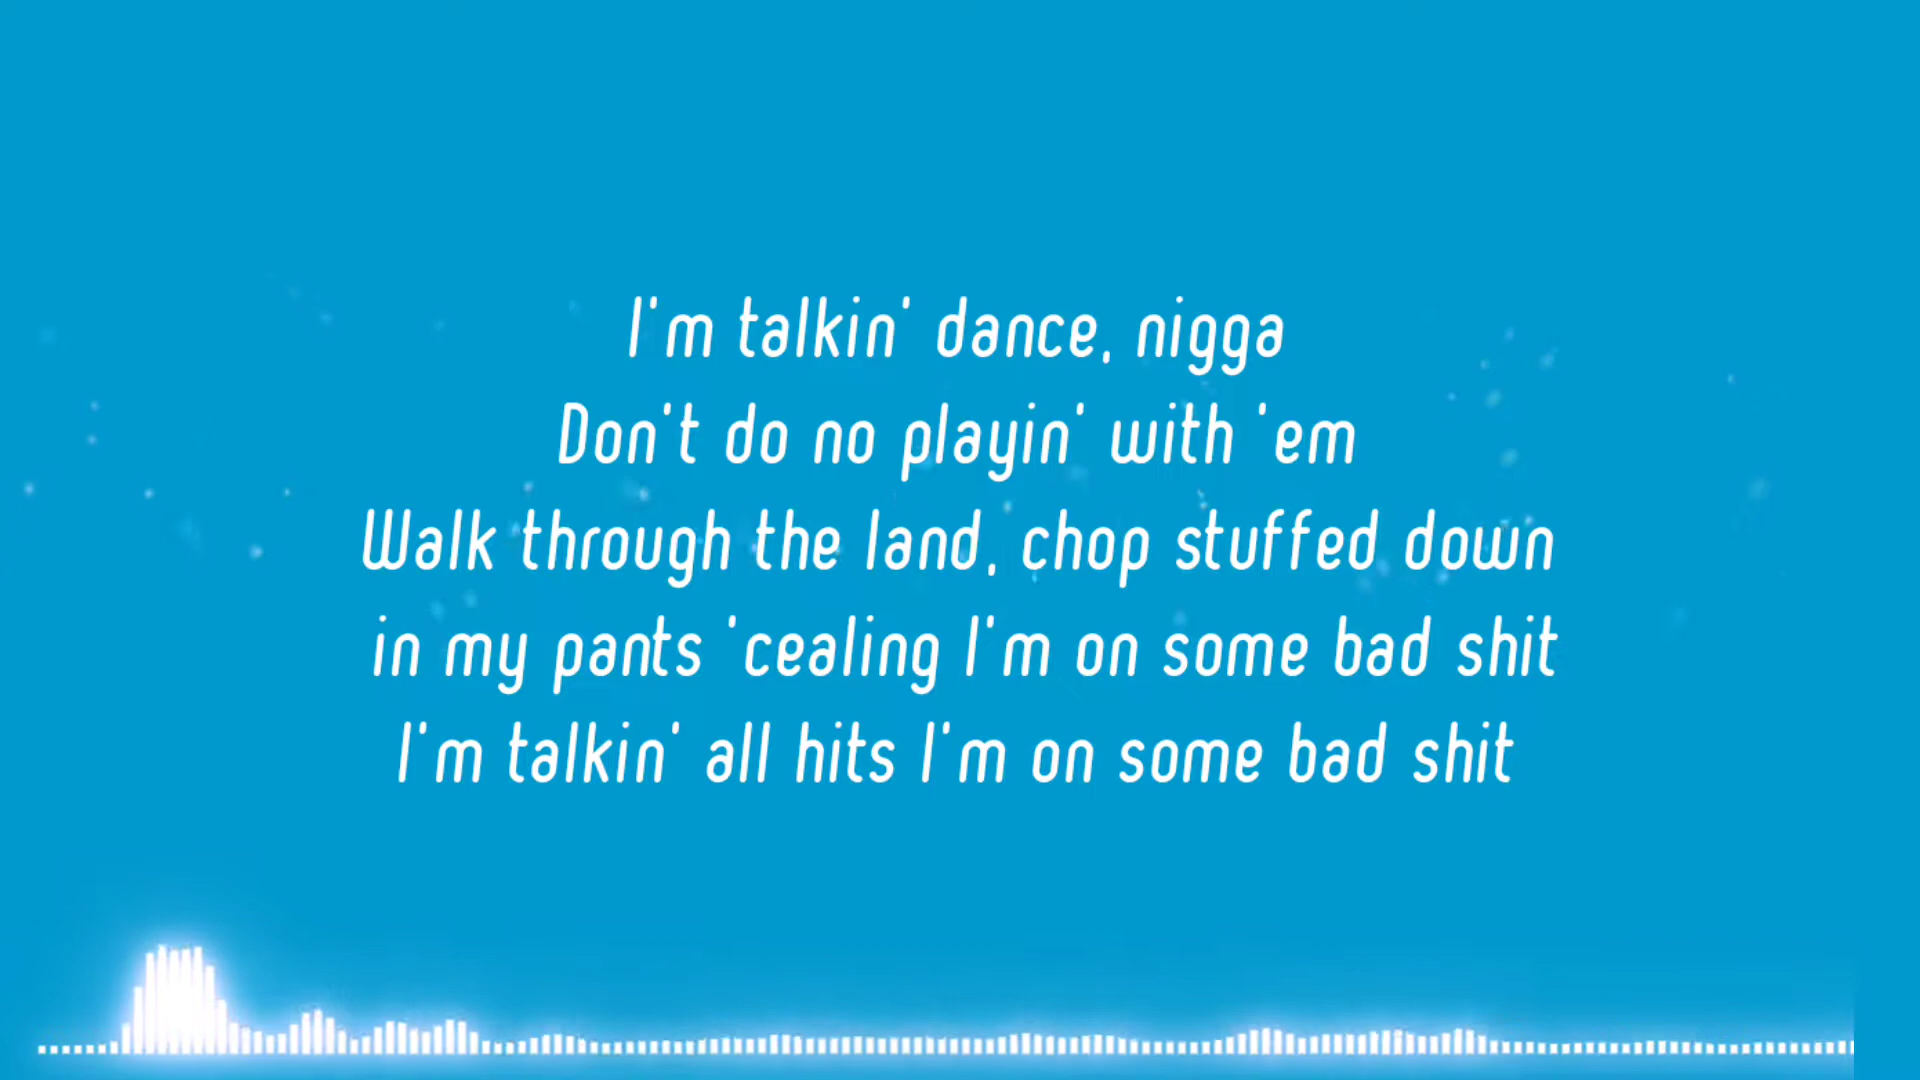 I'm talkin' dance, nigga
Don't do no playin' with 'em
Walk through the land, chop stuffed down
in my pants 'cealing I'm on some bad shit
I'm talkin' all hits I'm on some bad shit